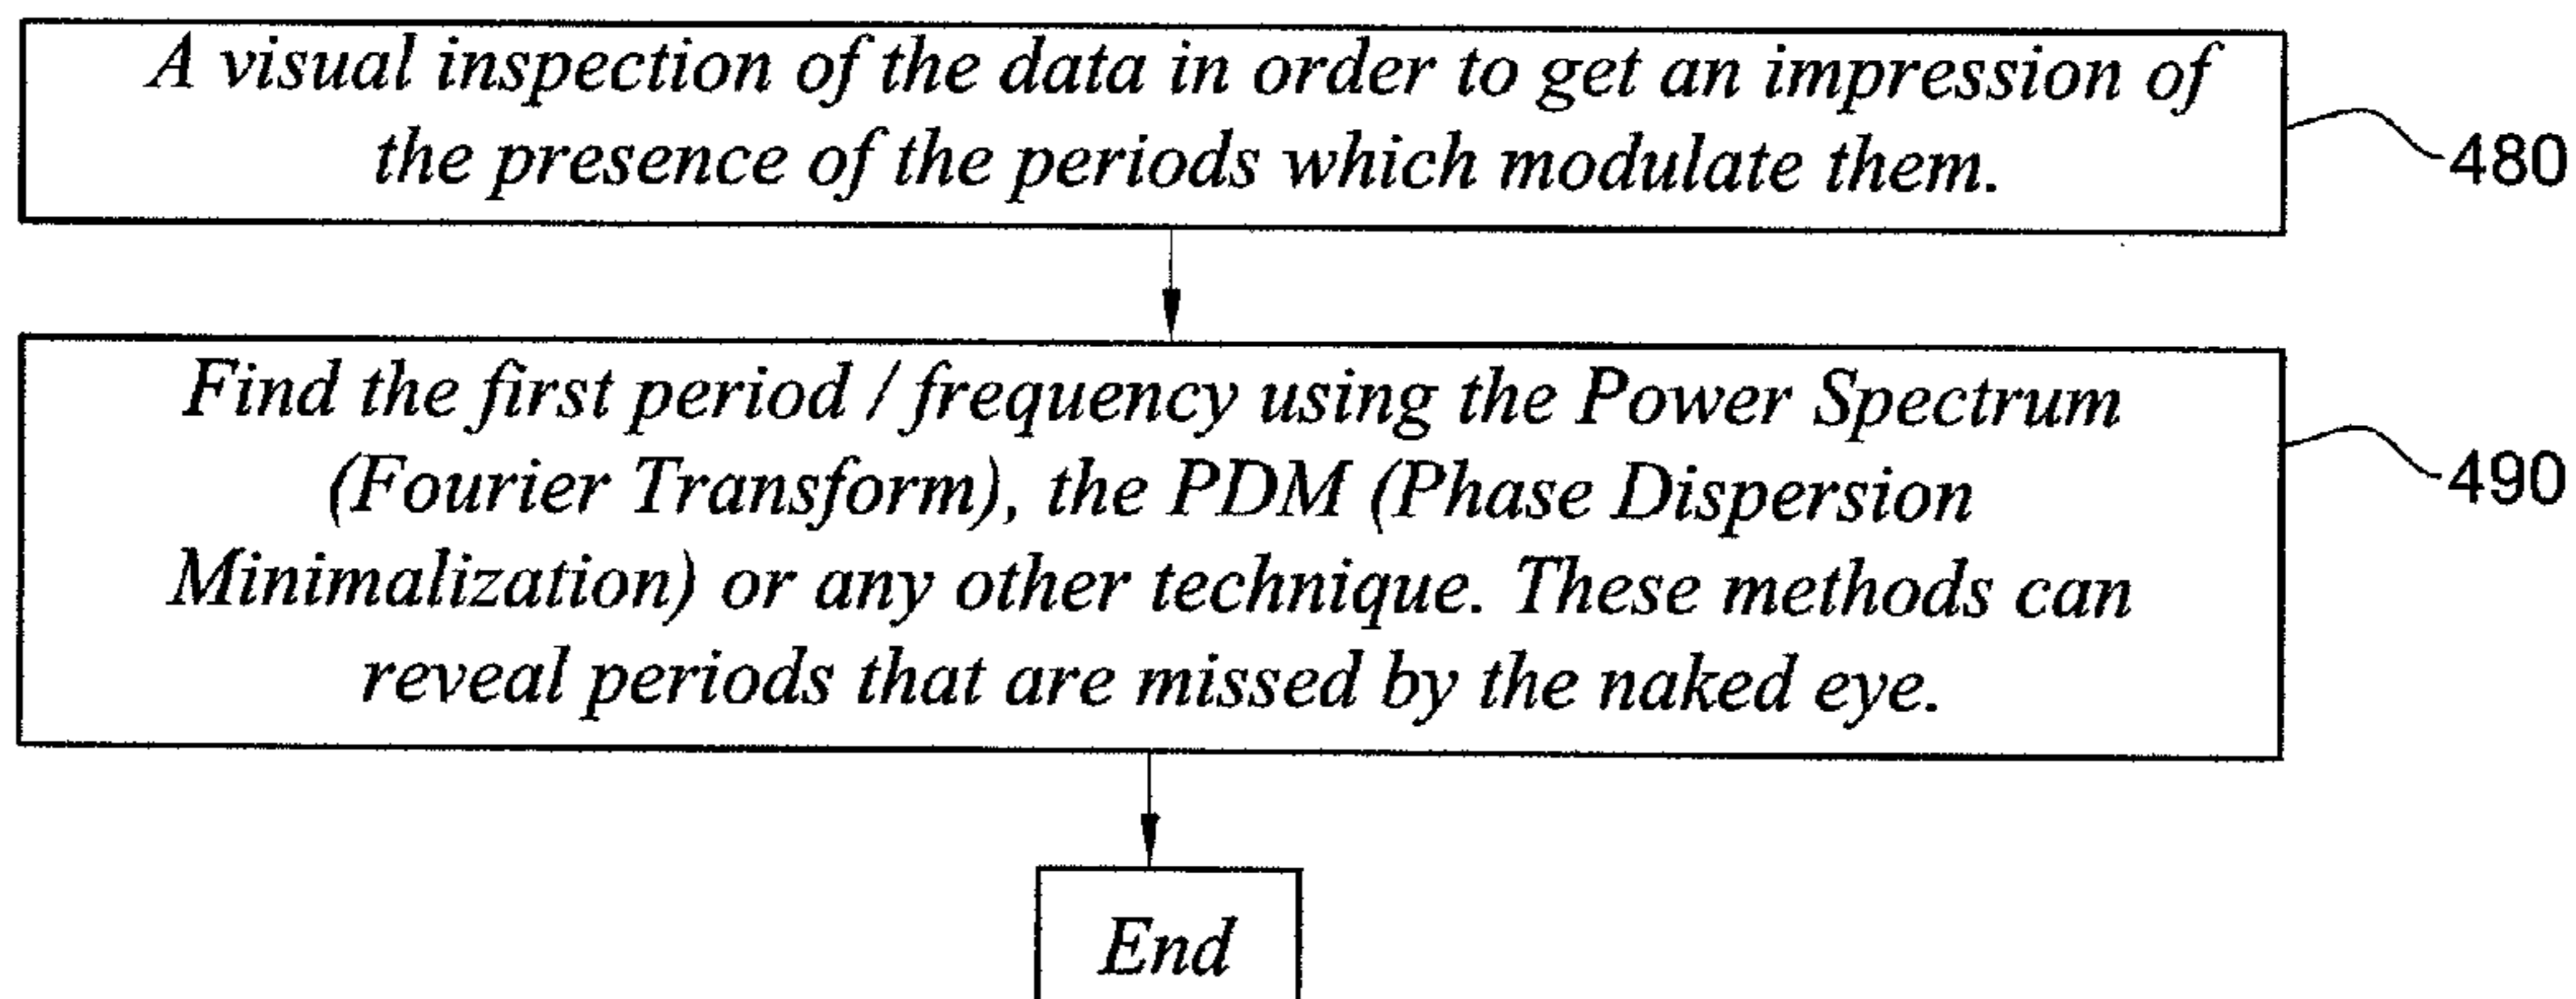 A visual inspection of the data in order to get an impression of
the presence of the periods which modulate them.
480
Find the first period / frequency using the Power Spectrum
(Fourier Transform), the PDM (Phase Dispersion
Minimalization) or any other technique. These methods can
reveal periods that are missed by the naked eye.
490
End